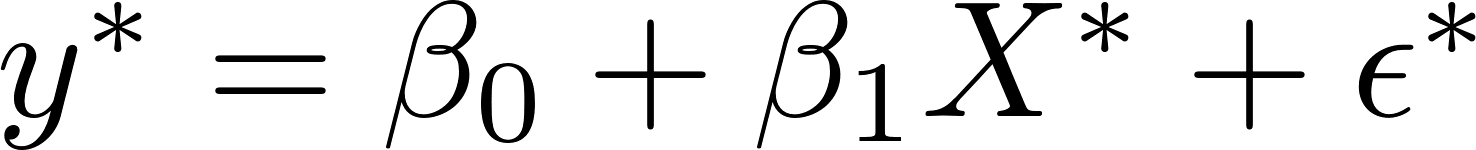 y* = β₀ + β₁X* + ϵ*